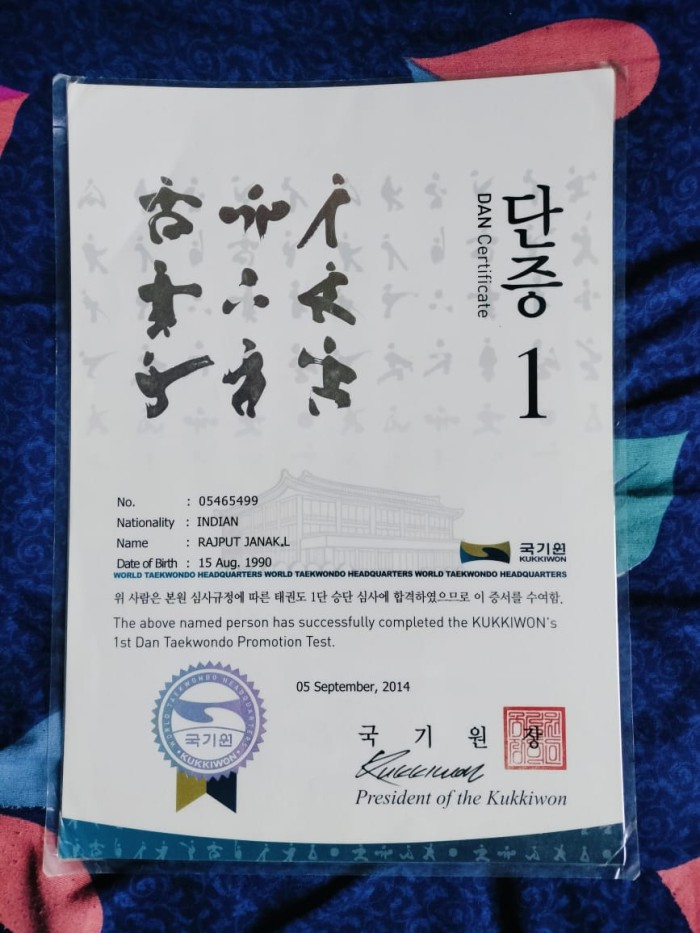 단증 1
DAN Certificate
No. : 05465499
Nationality : INDIAN
Name : RAJPUT JANAK,L
Date of Birth : 15 Aug. 1990
국기원
KUKKIWON
WORLD TAEKWONDO HEADQUARTERS WORLD TAEKWONDO HEADQUARTERS WORLD TAEKWONDO HEADQUARTERS
위 사람은 본원 심사규정에 따른 태권도 1단 승단 심사에 합격하였으므로 이 증서를 수여함.
The above named person has successfully completed the KUKKIWON's
1st Dan Taekwondo Promotion Test.
05 September, 2014
WORLD TAEKWONDO HEADQUARTERS
국기원
KUKKIWON
국 기 원 장
Kukkiwon
President of the Kukkiwon